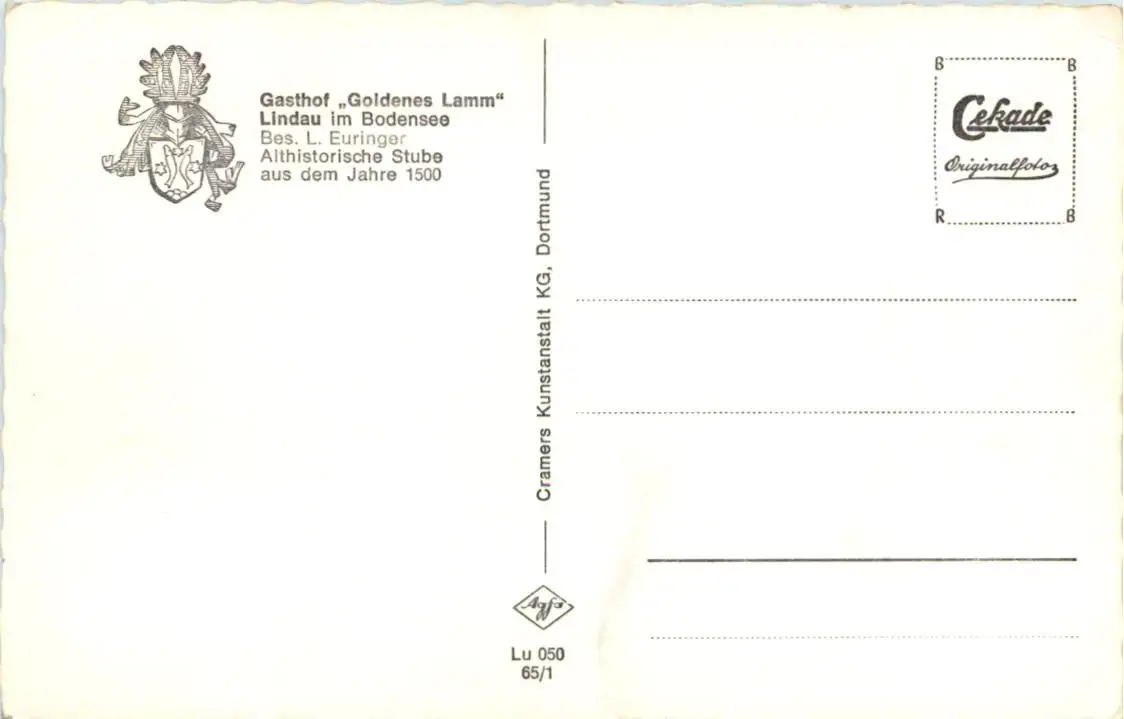 Gasthof „Goldenes Lamm“
Lindau im Bodensee
Bes. L. Euringer
Althistorische Stube
aus dem Jahre 1500
Cramers Kunstanstalt KG, Dortmund
Agfa
Lu 050
65/1
B B
Cekade
Originalfoto
R B